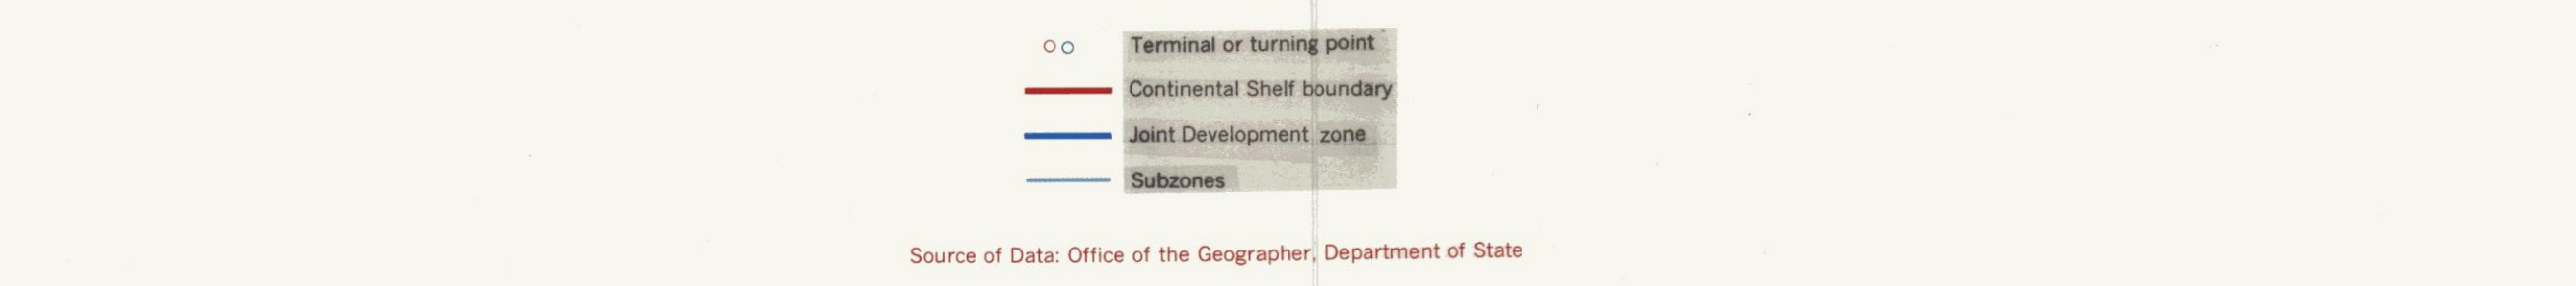 Terminal or turning point
Continental Shelf boundary
Joint Development zone
Subzones
Source of Data: Office of the Geographer, Department of State